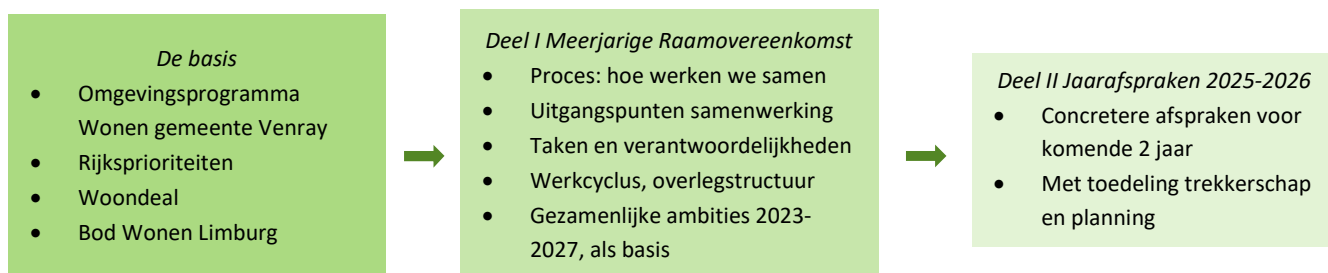 De basis
• Omgevingsprogramma
Wonen gemeente Venray
• Rijksprioriteiten
• Woondeal
• Bod Wonen Limburg
Deel I Meerjarige Raamovereenkomst
• Proces: hoe werken we samen
• Uitgangspunten samenwerking
• Taken en verantwoordelijkheden
• Werkcyclus, overlegstructuur
• Gezamenlijke ambities 2023-
2027, als basis
Deel II Jaarafspraken 2025-2026
• Concretere afspraken voor
komende 2 jaar
• Met toedeling trekkerschap
en planning